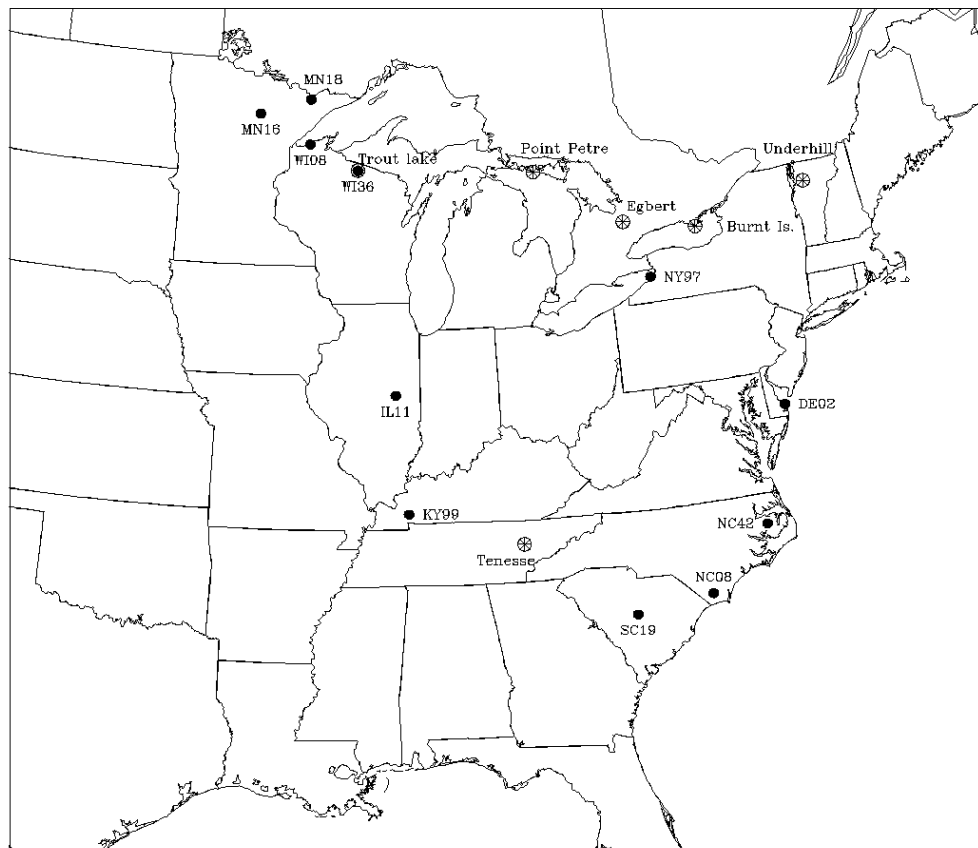 MN18
MN16
WI08
Trout lake
WI36
Point Petre
Underhill
Egbert
Burnt Is.
NY97
IL11
DE02
KY99
NC42
Tenesse
NC08
SC19